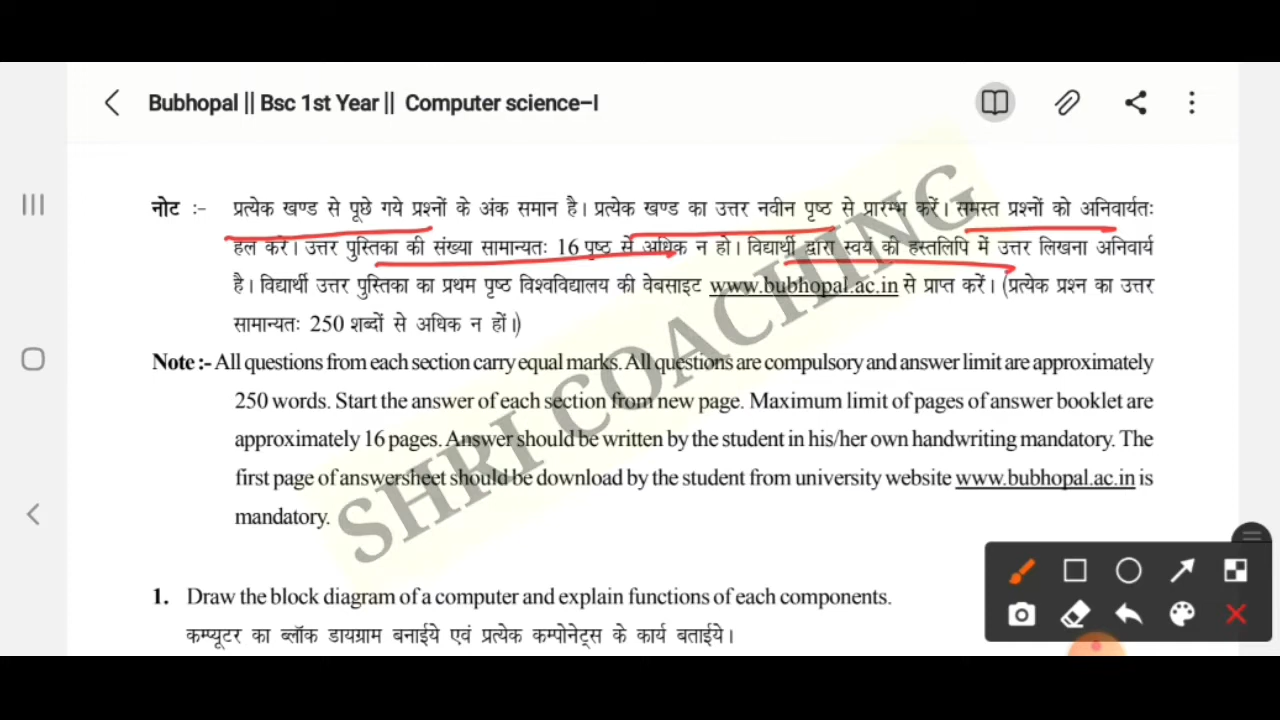 Bubhopal || Bsc 1st Year || Computer science-I
नोट :- प्रत्येक खण्ड से पूछे गये प्रश्नों के अंक समान है। प्रत्येक खण्ड का उत्तर नवीन पृष्ठ से प्रारम्भ करें। समस्त प्रश्नों को अनिवार्यतः
हल करें। उत्तर पुस्तिका की संख्या सामान्यतः 16 पृष्ठ से अधिक न हो। विद्यार्थी द्वारा स्वयं की हस्तलिपि में उत्तर लिखना अनिवार्य
है। विद्यार्थी उत्तर पुस्तिका का प्रथम पृष्ठ विश्वविद्यालय की वेबसाइट www.bubhopal.ac.in से प्राप्त करें। (प्रत्येक प्रश्न का उत्तर
सामान्यतः 250 शब्दों से अधिक न हों।)
Note :- All questions from each section carry equal marks. All questions are compulsory and answer limit are approximately
250 words. Start the answer of each section from new page. Maximum limit of pages of answer booklet are
approximately 16 pages. Answer should be written by the student in his/her own handwriting mandatory. The
first page of answersheet should be download by the student from university website www.bubhopal.ac.in is
mandatory.
SHRI COACHING
1. Draw the block diagram of a computer and explain functions of each components.
कम्प्यूटर का ब्लॉक डायग्राम बनाईये एवं प्रत्येक कम्पोनेट्स के कार्य बताईये।